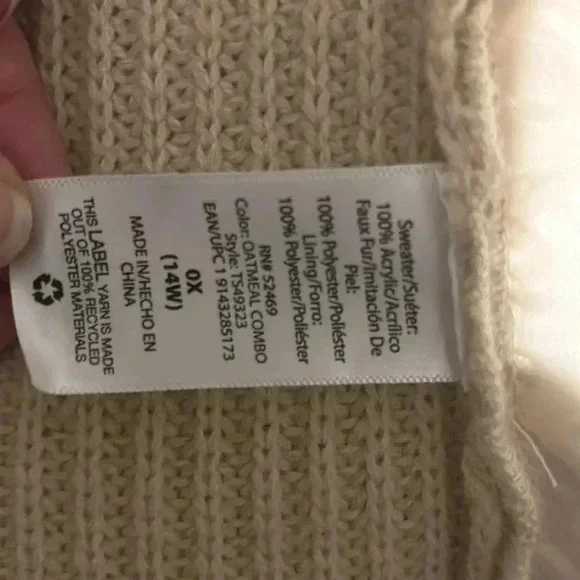 Sweater/Suéter:
100% Acrylic/Acrílico
Faux Fur/Imitación De
Piel:
100% Polyester/Poliéster
Lining/Forro:
100% Polyester/Poliéster
RN# 52469
Color: OATMEAL COMBO
Style: TS49323
EAN/UPC 1 9143285173
0X
(14W)
MADE IN/HECHO EN
CHINA
THIS LABEL YARN IS MADE
OUT OF 100% RECYCLED
POLYESTER MATERIALS